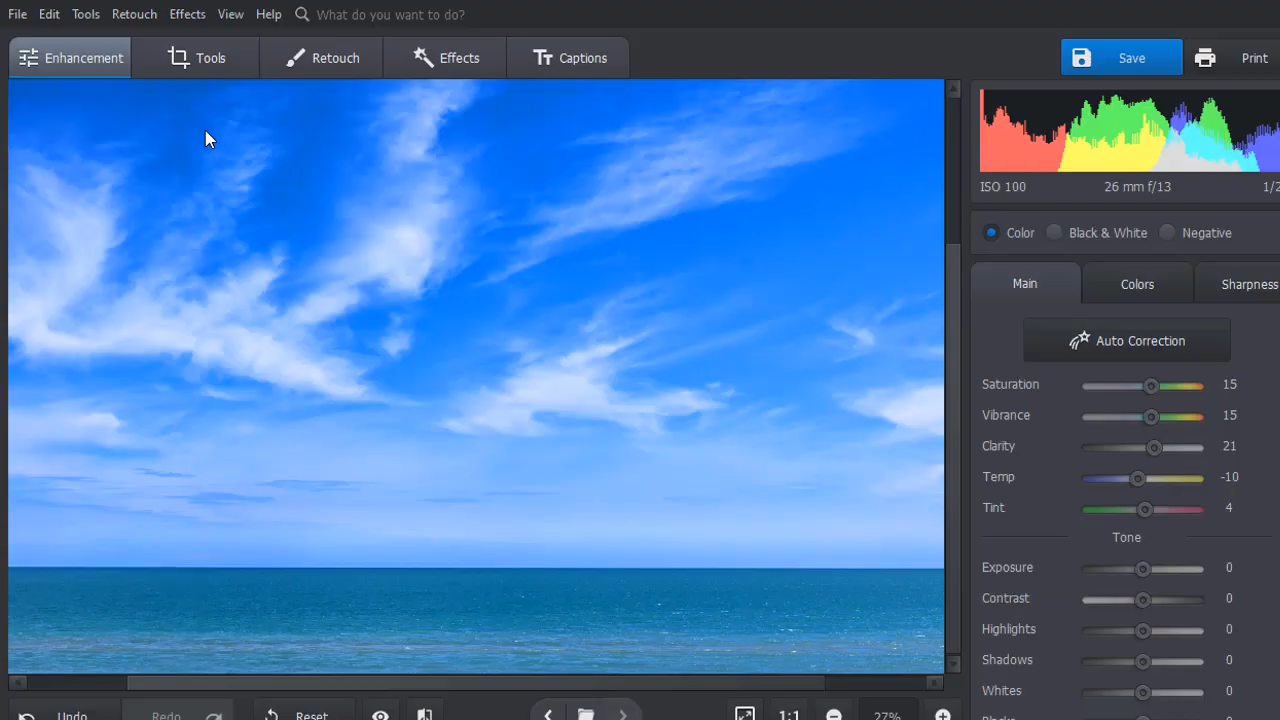 File Edit Tools Retouch Effects View Help What do you want to do?
Enhancement Tools Retouch Effects Captions Save Print
ISO 100 26 mm f/13 1/2
Color Black & White Negative
Main Colors Sharpness
Auto Correction
Saturation 15
Vibrance 15
Clarity 21
Temp -10
Tint 4
Tone
Exposure 0
Contrast 0
Highlights 0
Shadows 0
Whites 0
Undo Redo Reset 1:1 27%